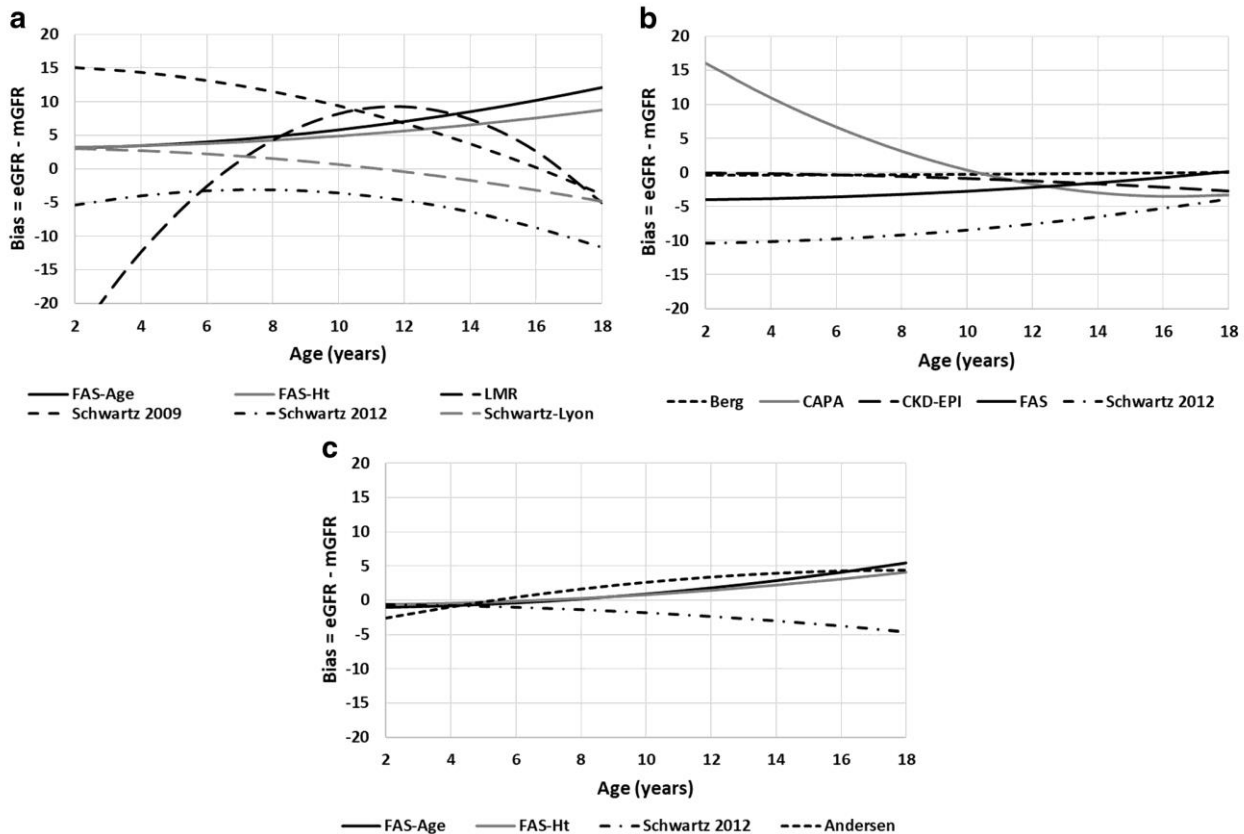 a
20
15
10
5
0
-5
-10
-15
-20
Bias = eGFR - mGFR
2 4 6 8 10 12 14 16 18
Age (years)
FAS-Age FAS-Ht LMR
Schwartz 2009 Schwartz 2012 Schwartz-Lyon
b
20
15
10
5
0
-5
-10
-15
-20
Bias = eGFR - mGFR
2 4 6 8 10 12 14 16 18
Age (years)
Berg CAPA CKD-EPI FAS Schwartz 2012
c
20
15
10
5
0
-5
-10
-15
-20
Bias = eGFR - mGFR
2 4 6 8 10 12 14 16 18
Age (years)
FAS-Age FAS-Ht Schwartz 2012 Andersen